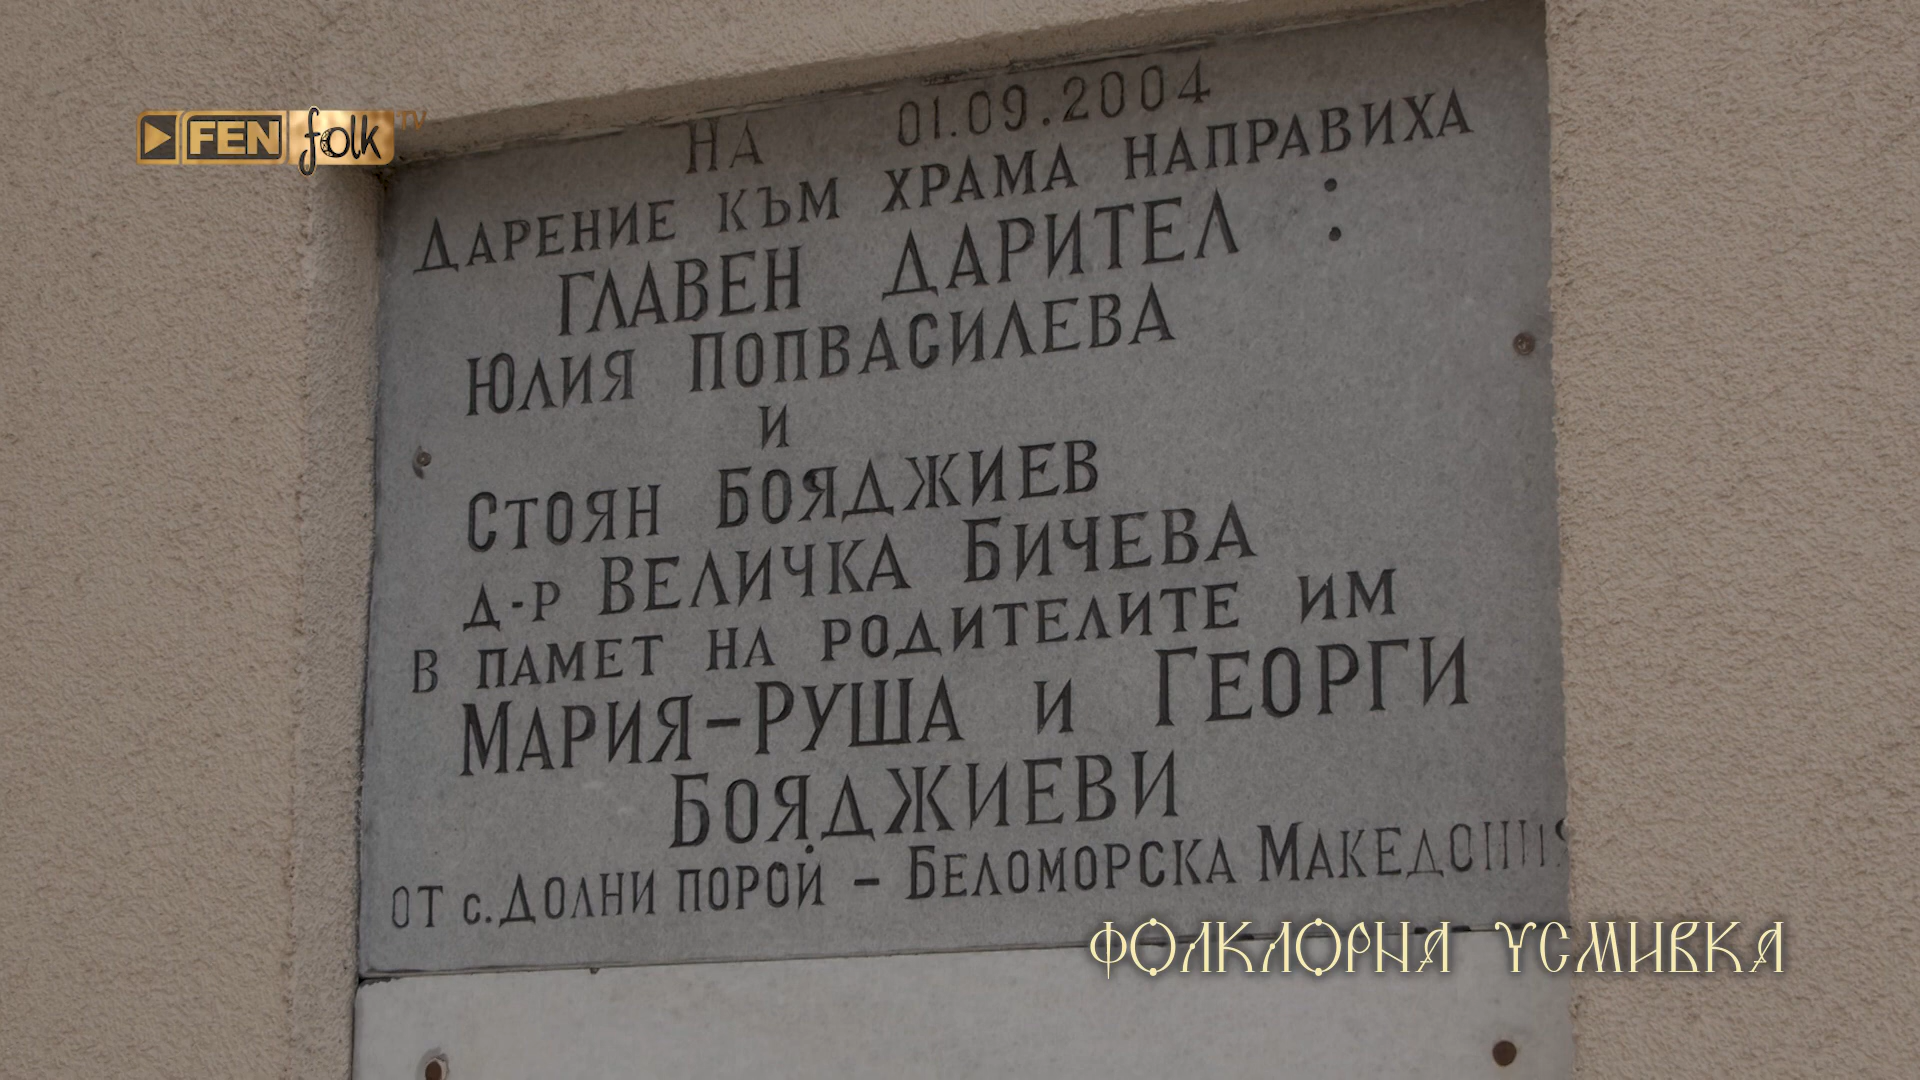 FEN folk TV
НА 01.09.2004
ДАРЕНИЕ КЪМ ХРАМА НАПРАВИХА
ГЛАВЕН ДАРИТЕЛ :
ЮЛИЯ ПОПВАСИЛЕВА
И
СТОЯН БОЯДЖИЕВ
Д-Р ВЕЛИЧКА БИЧЕВА
В ПАМЕТ НА РОДИТЕЛИТЕ ИМ
МАРИЯ-РУША И ГЕОРГИ
БОЯДЖИЕВИ
ОТ с.ДОЛНИ ПОРОЙ – БЕЛОМОРСКА МАКЕДОНИЯ
ФОЛКЛОРНА УСМИВКА